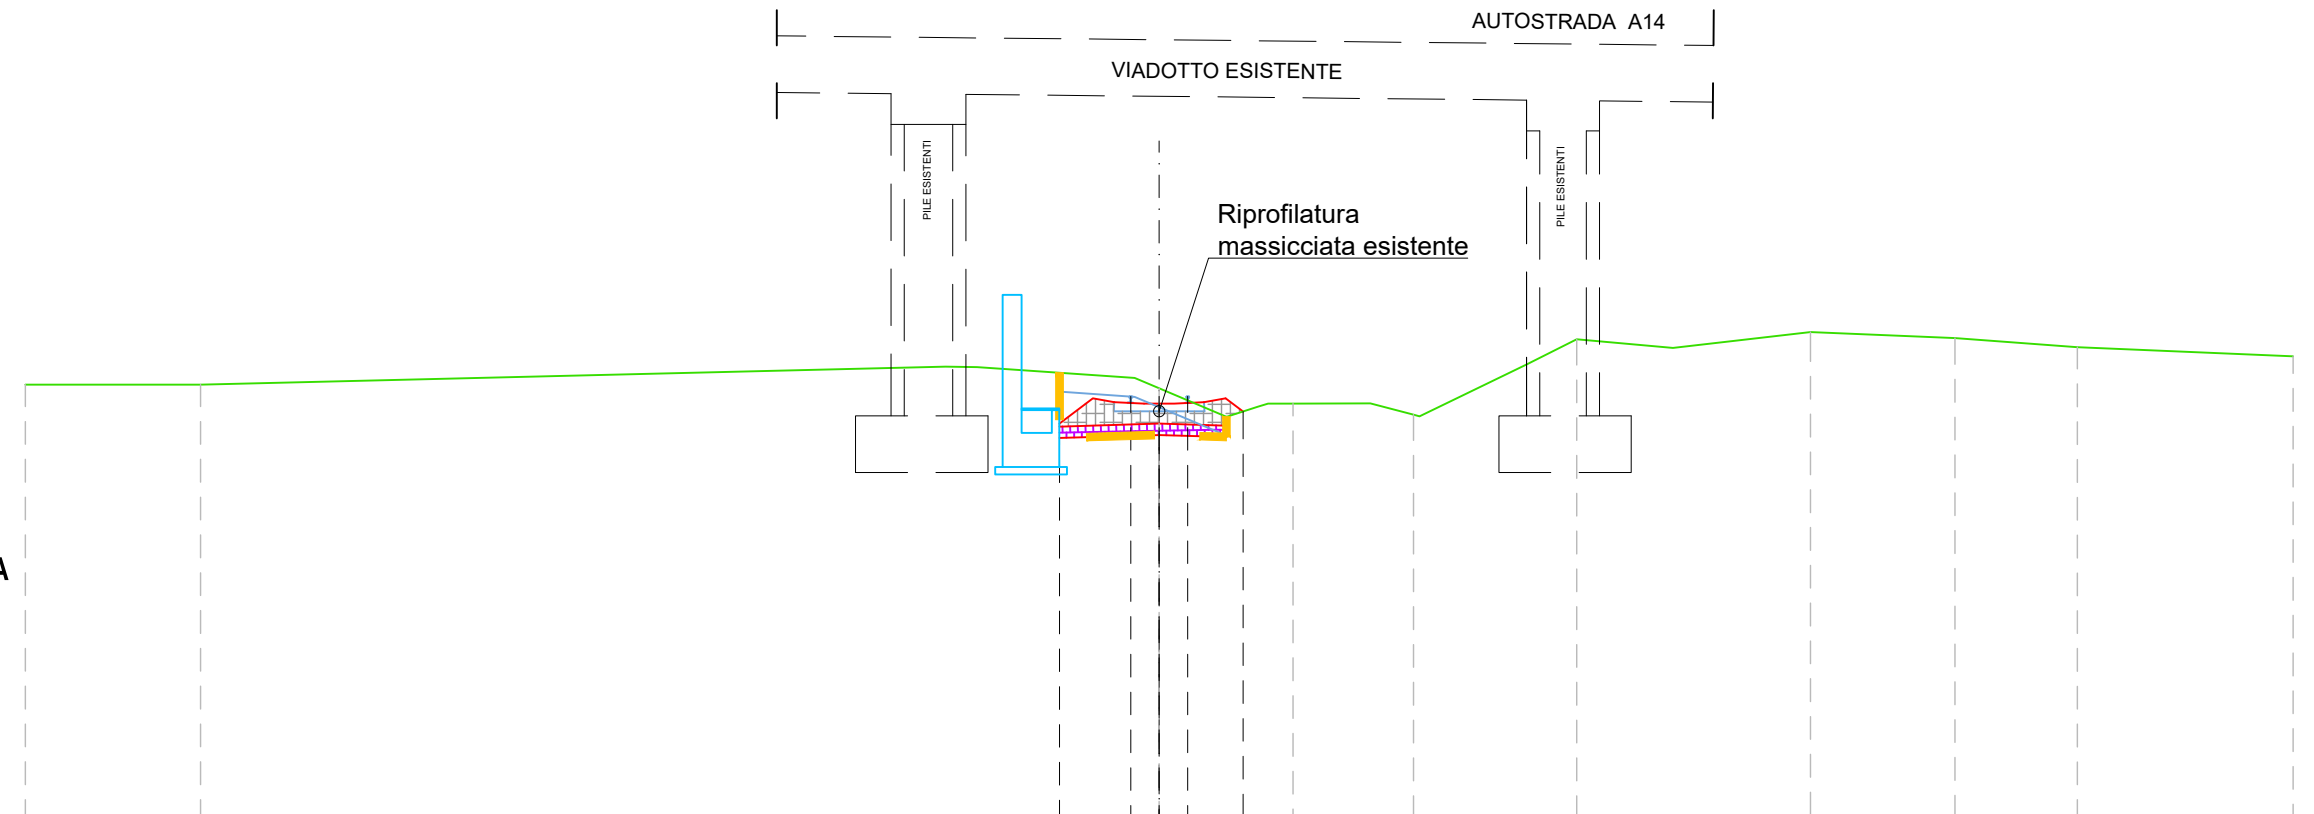 AUTOSTRADA A14
VIADOTTO ESISTENTE
PILE ESISTENTI
PILE ESISTENTI
Riprofilatura
massicciata esistente
A